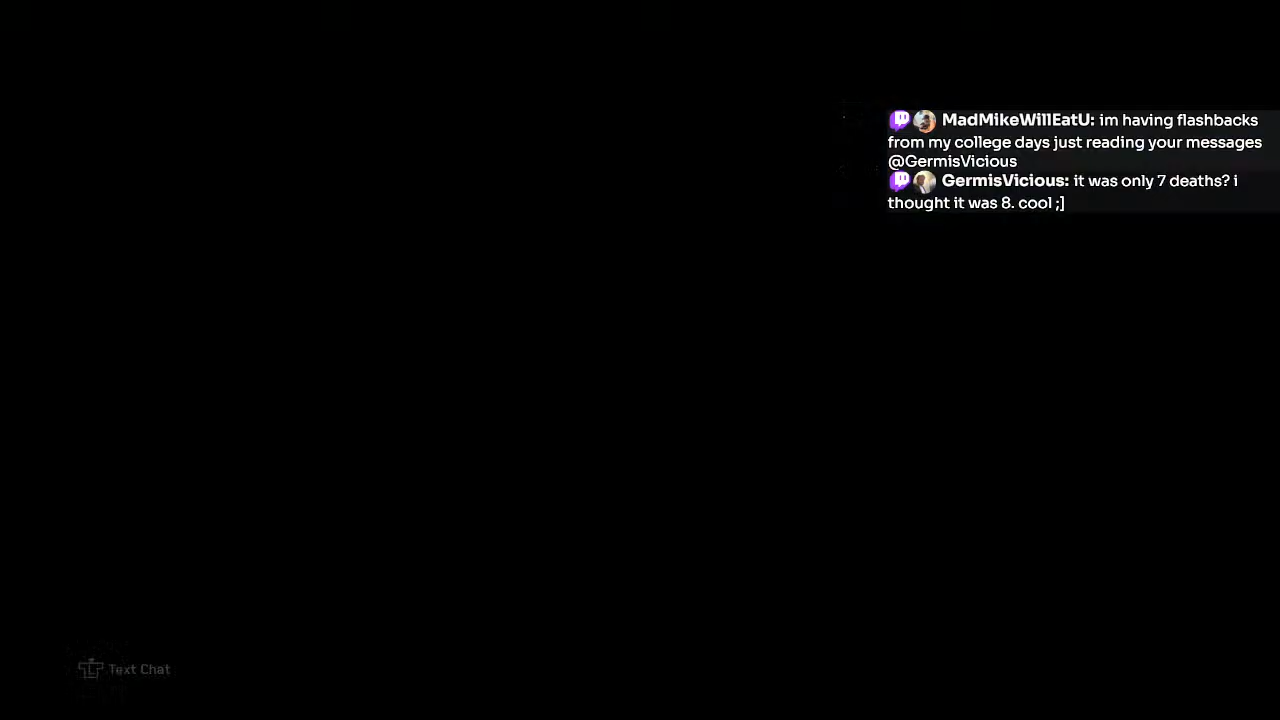 MadMikeWillEatU: im having flashbacks
from my college days just reading your messages
@GermisVicious
GermisVicious: it was only 7 deaths? i
thought it was 8. cool ;]
Text Chat